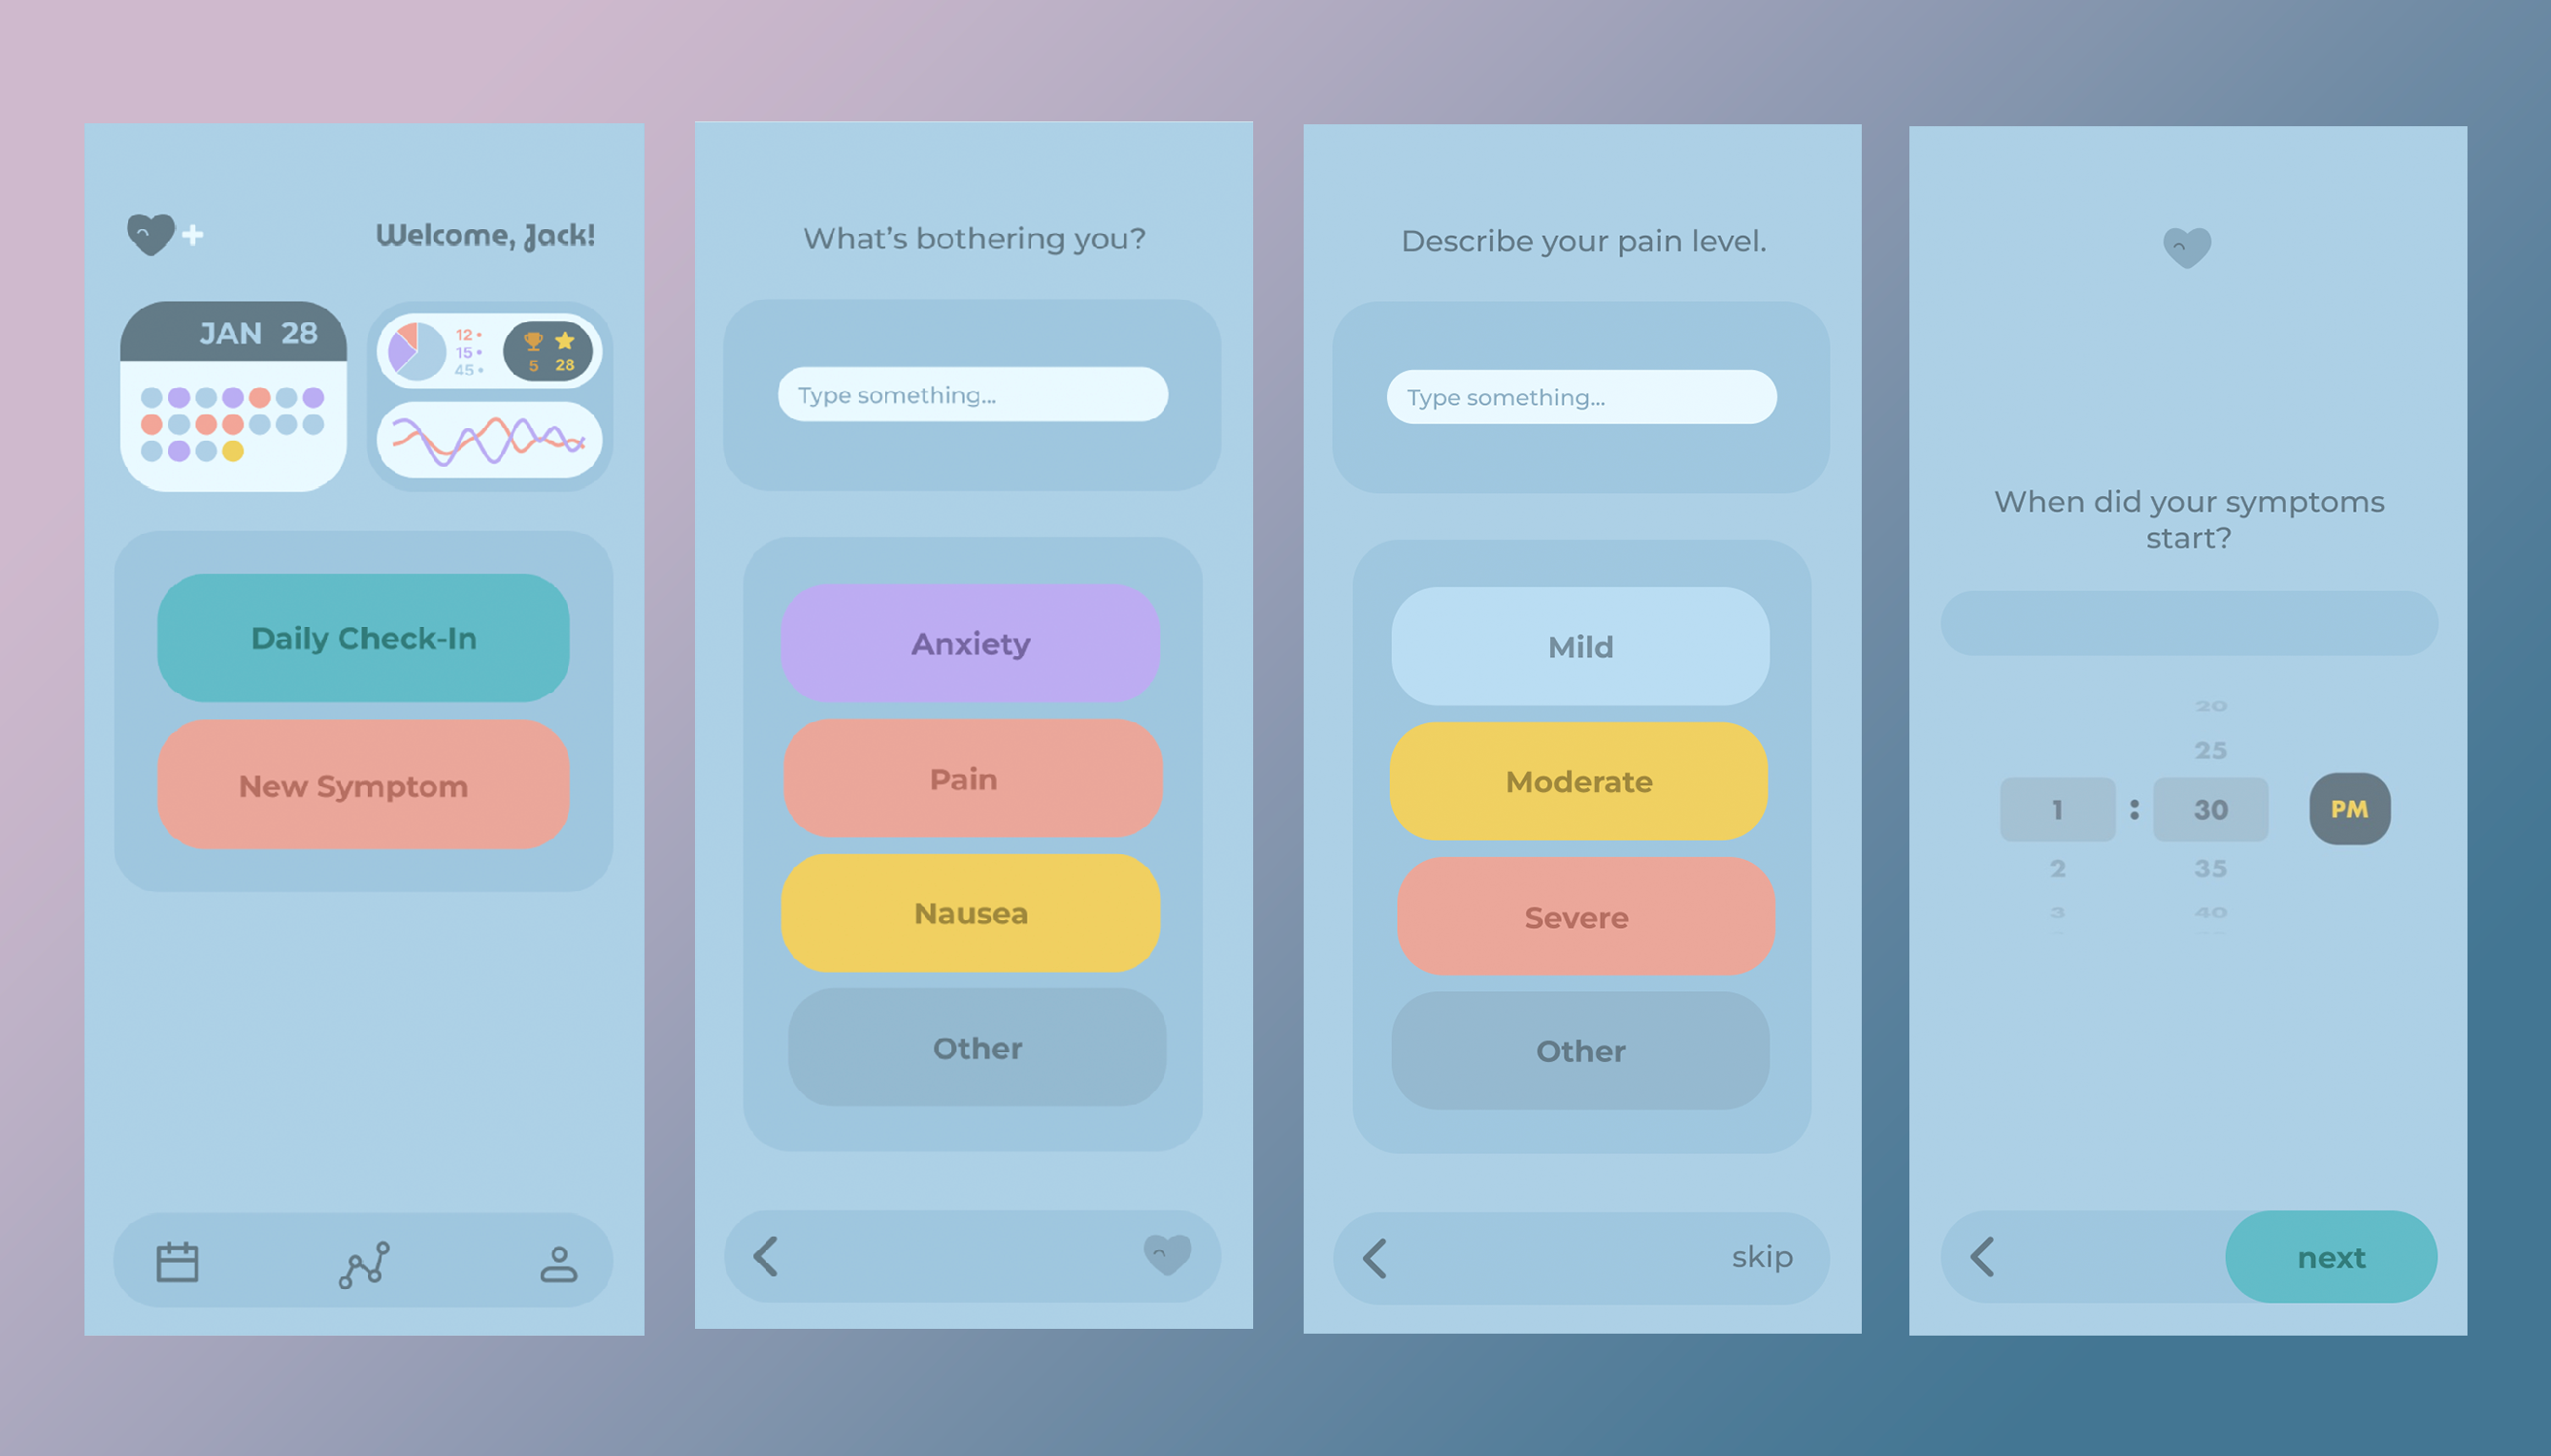 Welcome, Jack!
JAN 28
12
15
45
5 28
Daily Check-In
New Symptom
What's bothering you?
Type something...
Anxiety
Pain
Nausea
Other
Describe your pain level.
Type something...
Mild
Moderate
Severe
Other
skip
When did your symptoms
start?
20
25
1 : 30 PM
2 35
3 40
next